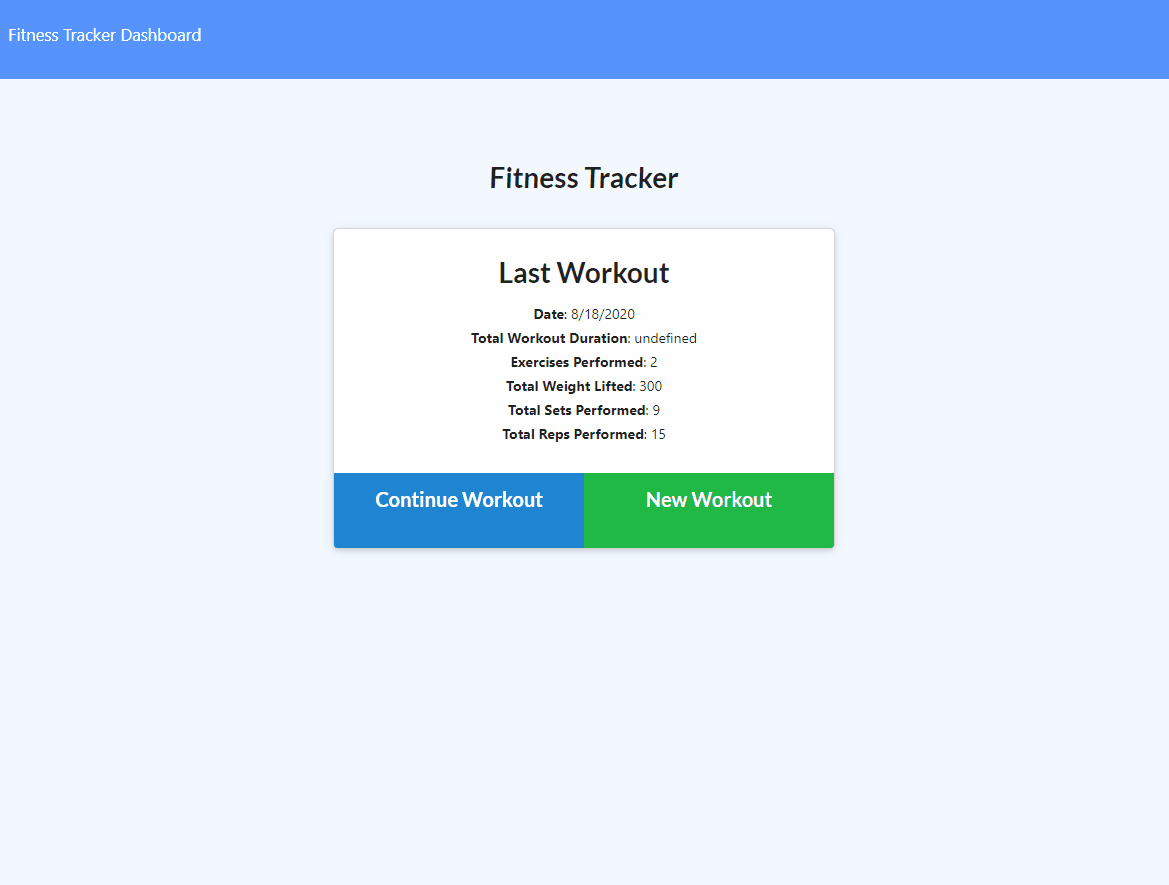 Fitness Tracker Dashboard
Fitness Tracker
Last Workout
Date: 8/18/2020
Total Workout Duration: undefined
Exercises Performed: 2
Total Weight Lifted: 300
Total Sets Performed: 9
Total Reps Performed: 15
Continue Workout New Workout